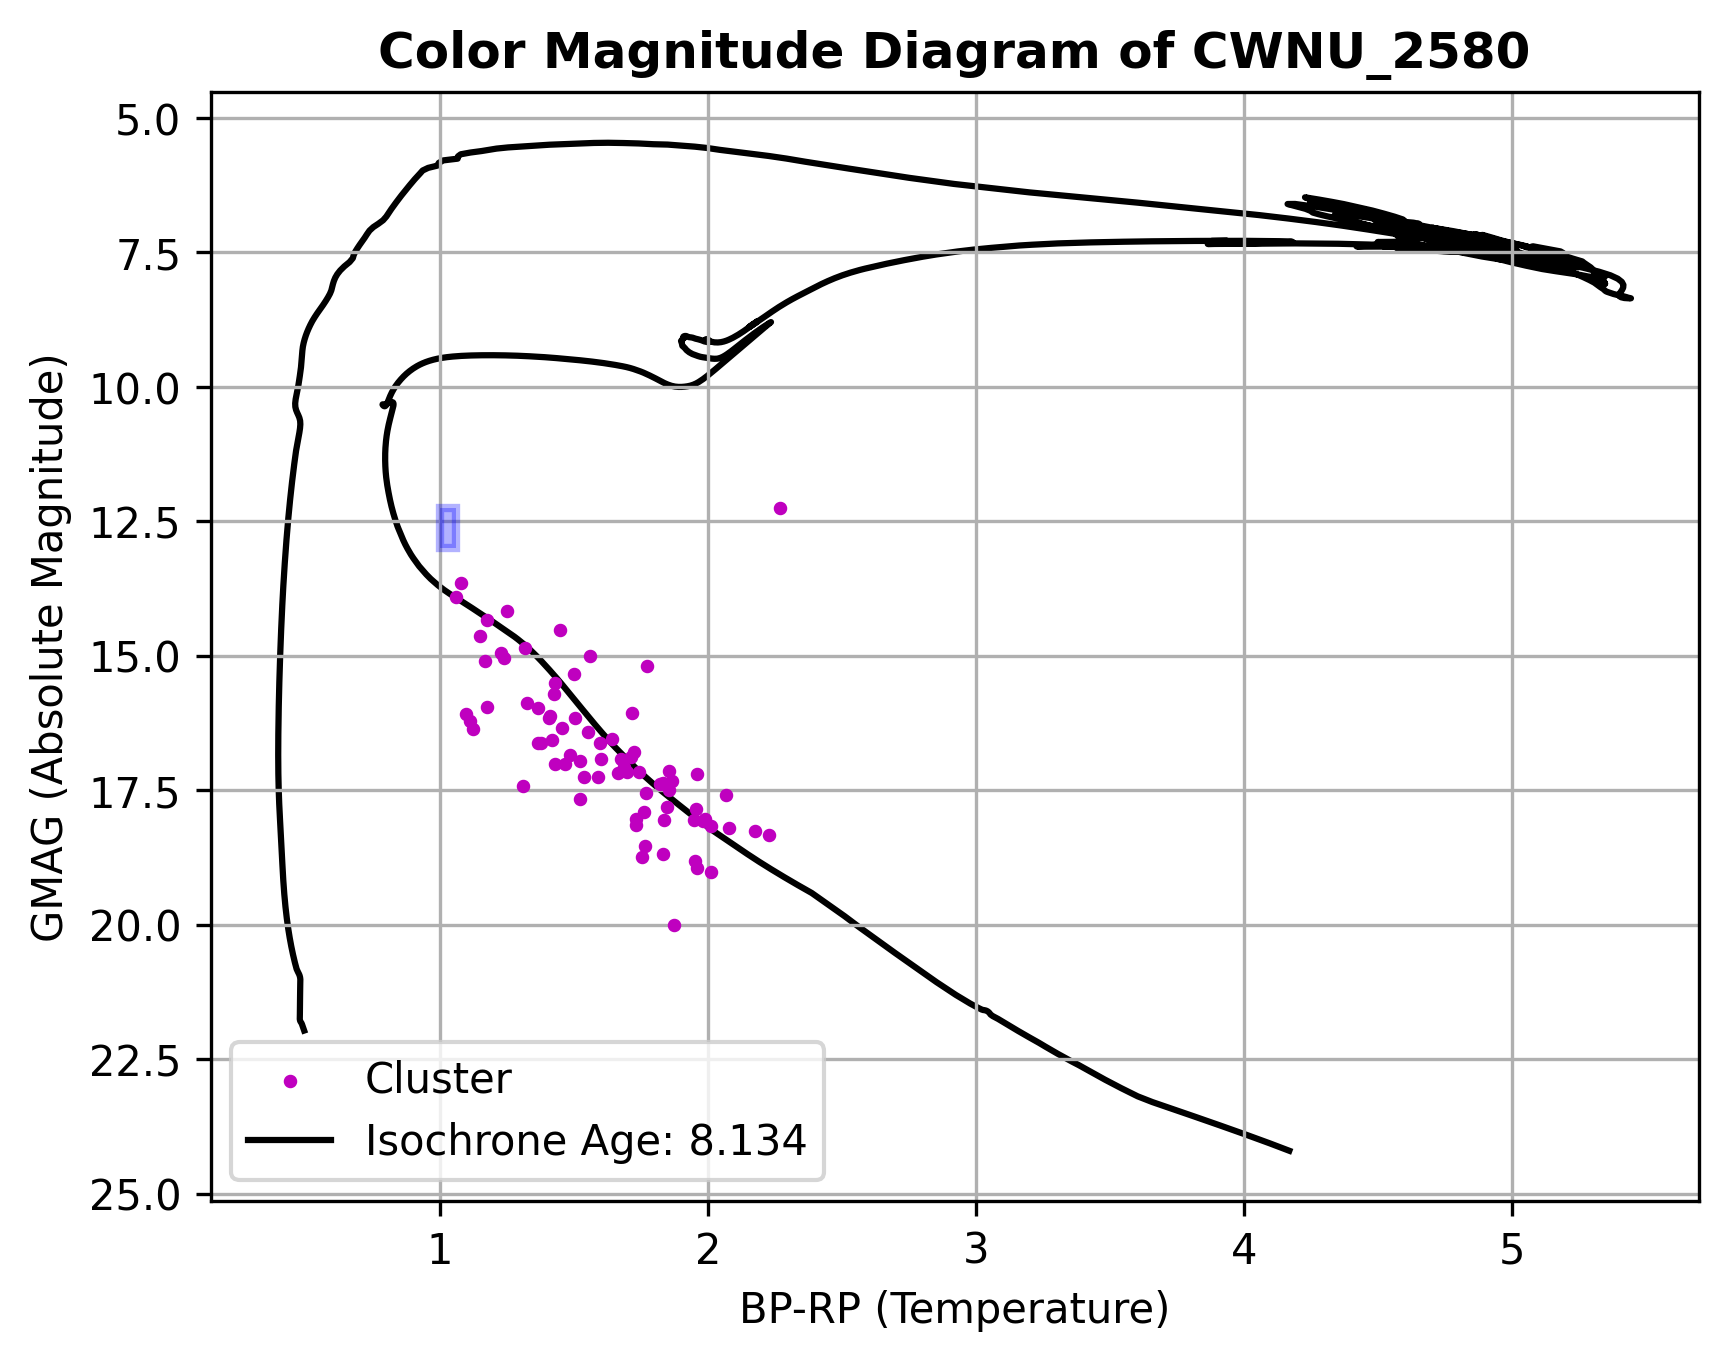 Color Magnitude Diagram of CWNU_2580
GMAG (Absolute Magnitude)
5.0
7.5
10.0
12.5
15.0
17.5
20.0
22.5
25.0
Cluster
Isochrone Age: 8.134
1 2 3 4 5
BP-RP (Temperature)